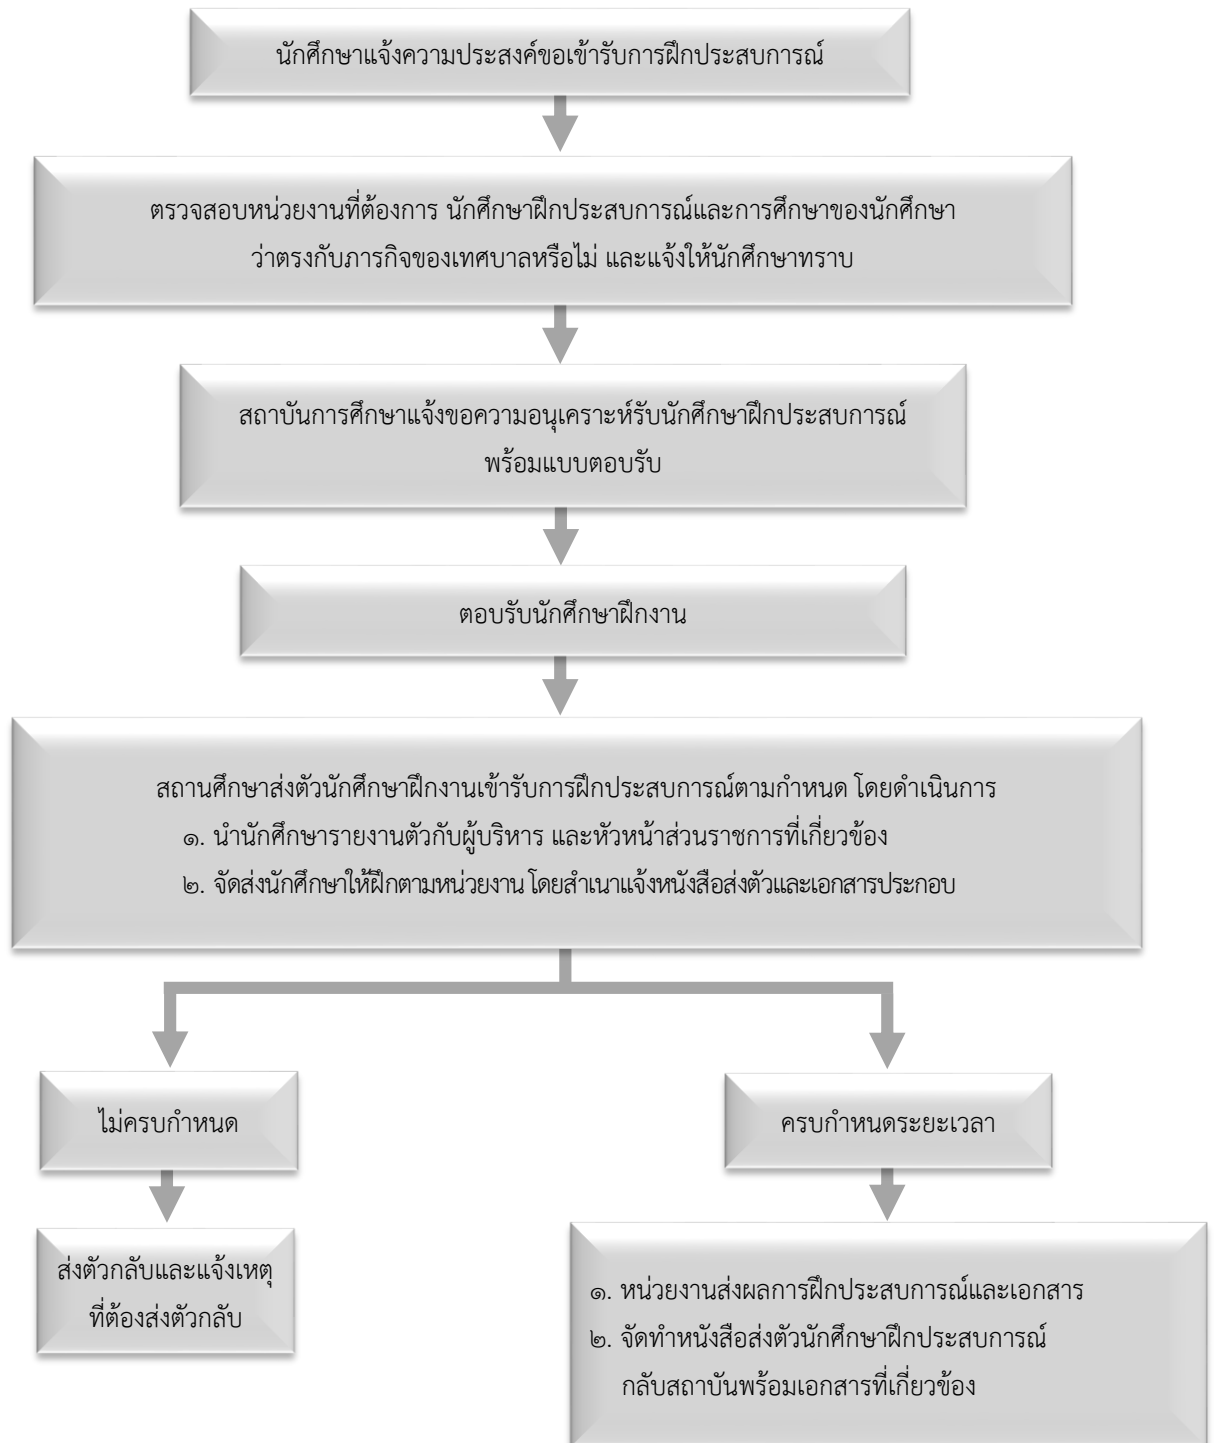 นักศึกษาแจ้งความประสงค์ขอเข้ารับการฝึกประสบการณ์
ตรวจสอบหน่วยงานที่ต้องการ นักศึกษาฝึกประสบการณ์และการศึกษาของนักศึกษา
ว่าตรงกับภารกิจของเทศบาลหรือไม่ และแจ้งให้นักศึกษาทราบ
สถาบันการศึกษาแจ้งขอความอนุเคราะห์รับนักศึกษาฝึกประสบการณ์
พร้อมแบบตอบรับ
ตอบรับนักศึกษาฝึกงาน
สถานศึกษาส่งตัวนักศึกษาฝึกงานเข้ารับการฝึกประสบการณ์ตามกำหนด โดยดำเนินการ
๑. นำนักศึกษารายงานตัวกับผู้บริหาร และหัวหน้าส่วนราชการที่เกี่ยวข้อง
๒. จัดส่งนักศึกษาให้ฝึกตามหน่วยงาน โดยสำเนาแจ้งหนังสือส่งตัวและเอกสารประกอบ
ไม่ครบกำหนด
ส่งตัวกลับและแจ้งเหตุ
ที่ต้องส่งตัวกลับ
ครบกำหนดระยะเวลา
๑. หน่วยงานส่งผลการฝึกประสบการณ์และเอกสาร
๒. จัดทำหนังสือส่งตัวนักศึกษาฝึกประสบการณ์
กลับสถาบันพร้อมเอกสารที่เกี่ยวข้อง